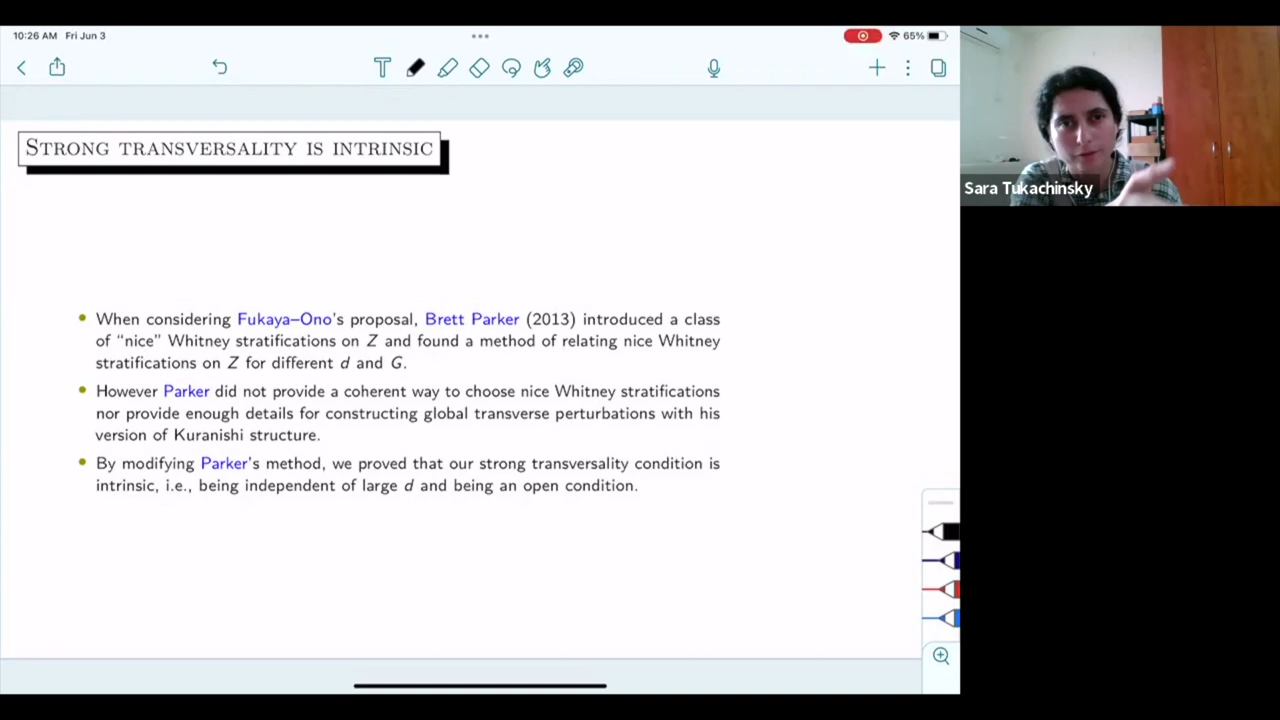 10:26 AM Fri Jun 3
65%
STRONG TRANSVERSALITY IS INTRINSIC
Sara Tukachinsky
• When considering Fukaya–Ono's proposal, Brett Parker (2013) introduced a class
of “nice” Whitney stratifications on Z and found a method of relating nice Whitney
stratifications on Z for different d and G.
• However Parker did not provide a coherent way to choose nice Whitney stratifications
nor provide enough details for constructing global transverse perturbations with his
version of Kuranishi structure.
• By modifying Parker's method, we proved that our strong transversality condition is
intrinsic, i.e., being independent of large d and being an open condition.